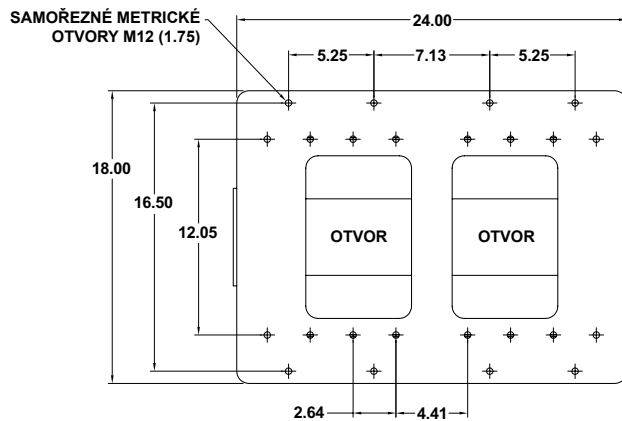 SAMOŘEZNÉ METRICKÉ
OTVORY M12 (1.75)
24.00
5.25
7.13
5.25
18.00
16.50
12.05
OTVOR
OTVOR
2.64
4.41